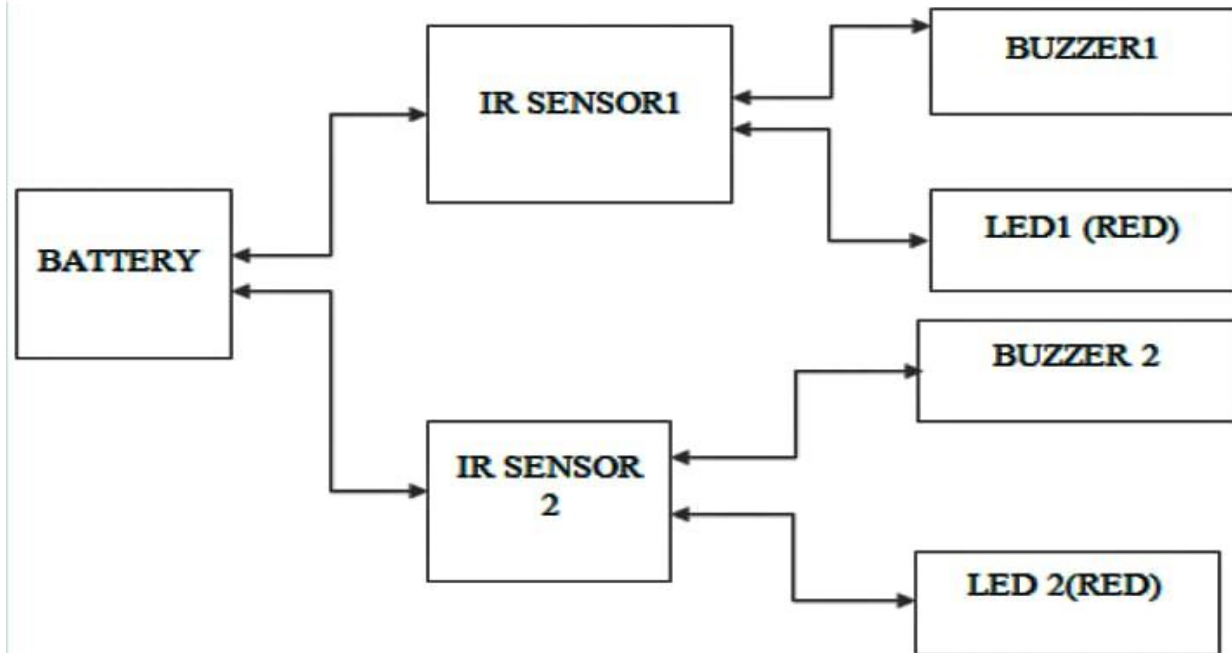 BUZZER1
IR SENSOR1
LED1 (RED)
BATTERY
BUZZER 2
IR SENSOR
2
LED 2(RED)